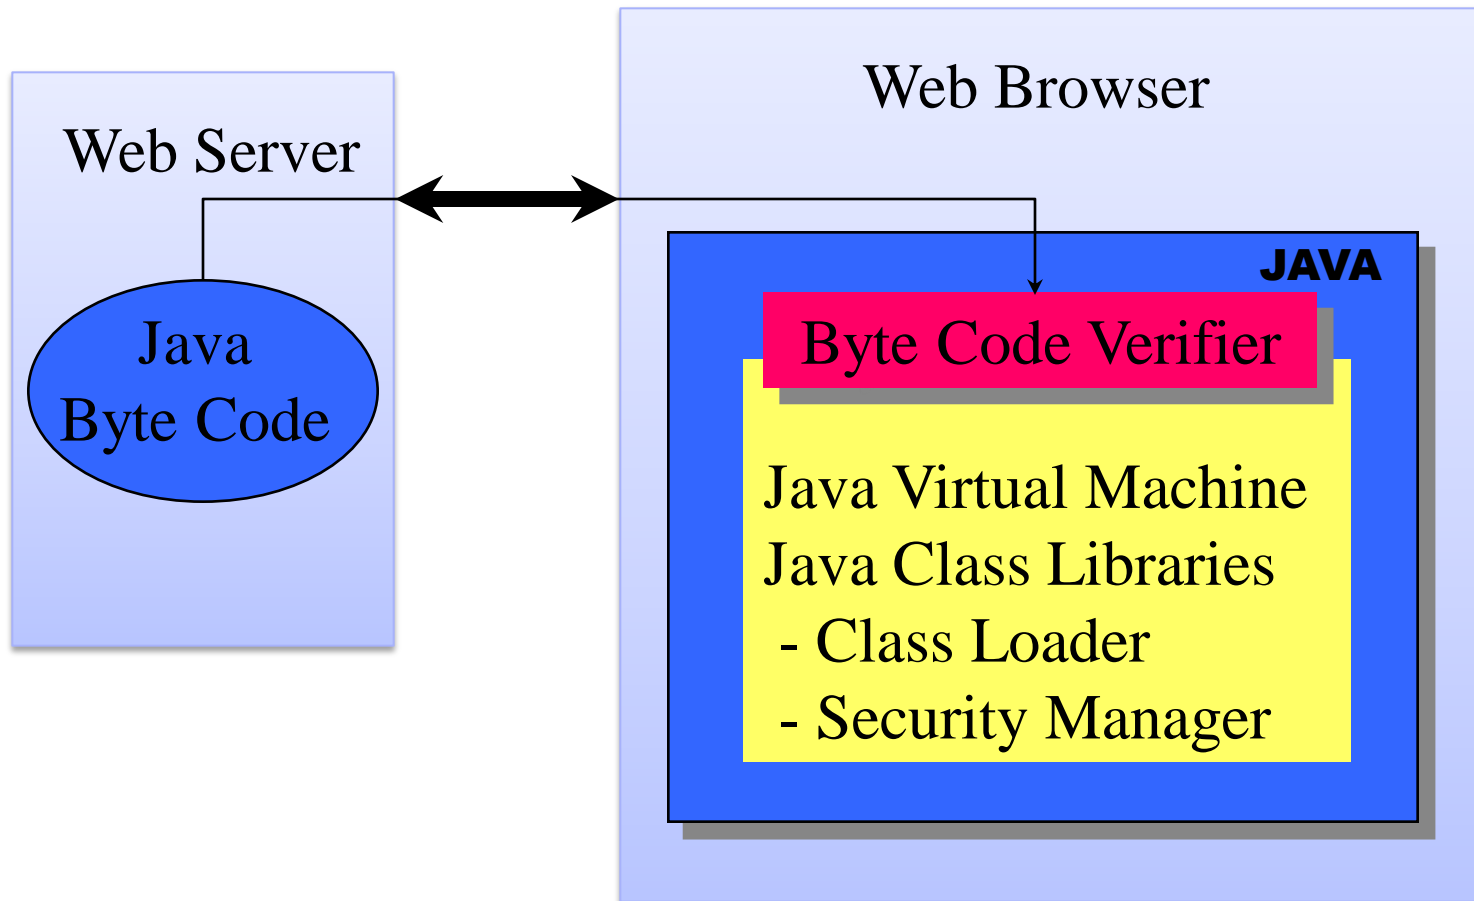 Web Server
Java
Byte Code
Web Browser
JAVA
Byte Code Verifier
Java Virtual Machine
Java Class Libraries
- Class Loader
- Security Manager